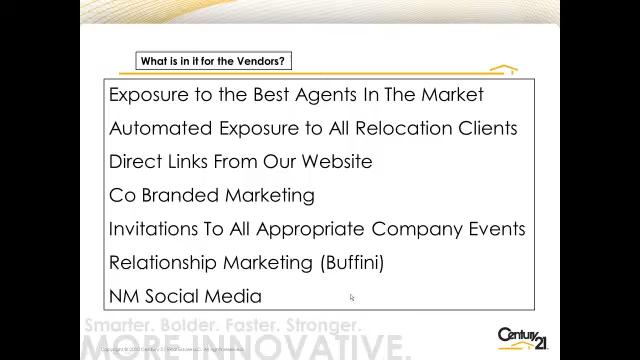 What is in it for the Vendors?
Exposure to the Best Agents In The Market
Automated Exposure to All Relocation Clients
Direct Links From Our Website
Co Branded Marketing
Invitations To All Appropriate Company Events
Relationship Marketing (Buffini)
NM Social Media
Smarter. Bolder. Faster. Stronger.
Century 21